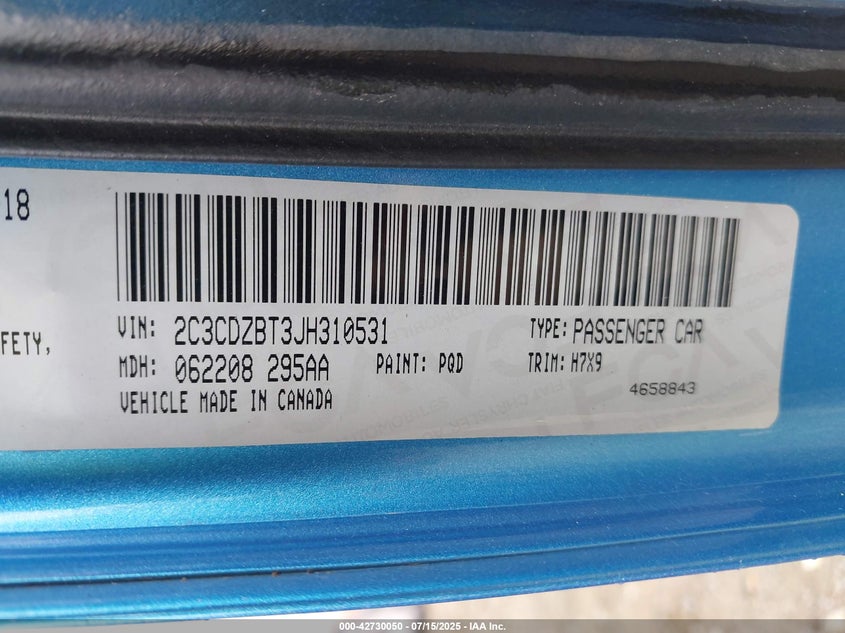 18
FETY,
VIN: 2C3CDZBT3JH310531 TYPE: PASSENGER CAR
MDH: 062208 295AA PAINT: PQD TRIM: H7X9
VEHICLE MADE IN CANADA 4658843
000-42730050 - 07/15/2025 - IAA Inc.